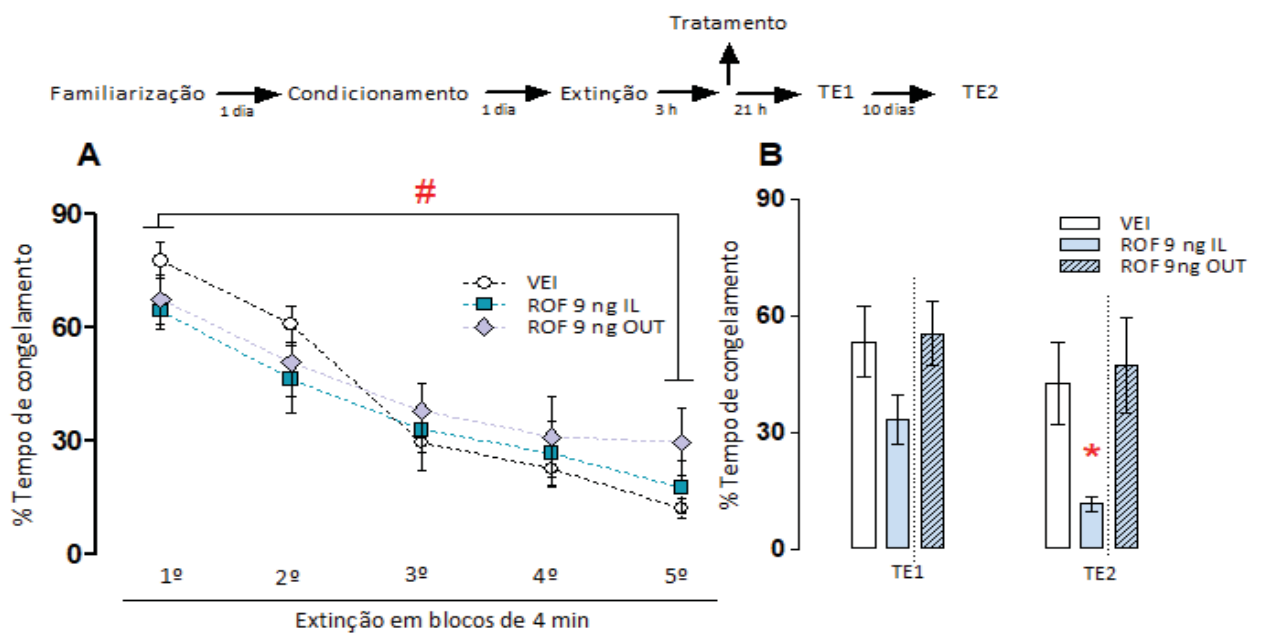 Tratamento
Familiarização 1 dia Condicionamento 1 dia Extinção 3 h 21 h TE1 10 dias TE2
A
#
% Tempo de congelamento
90
60
30
0
VEI
ROF 9 ng IL
ROF 9 ng OUT
1º 2º 3º 4º 5º
Extinção em blocos de 4 min
B
% Tempo de congelamento
90
60
30
0
VEI
ROF 9 ng IL
ROF 9ng OUT
*
TE1 TE2